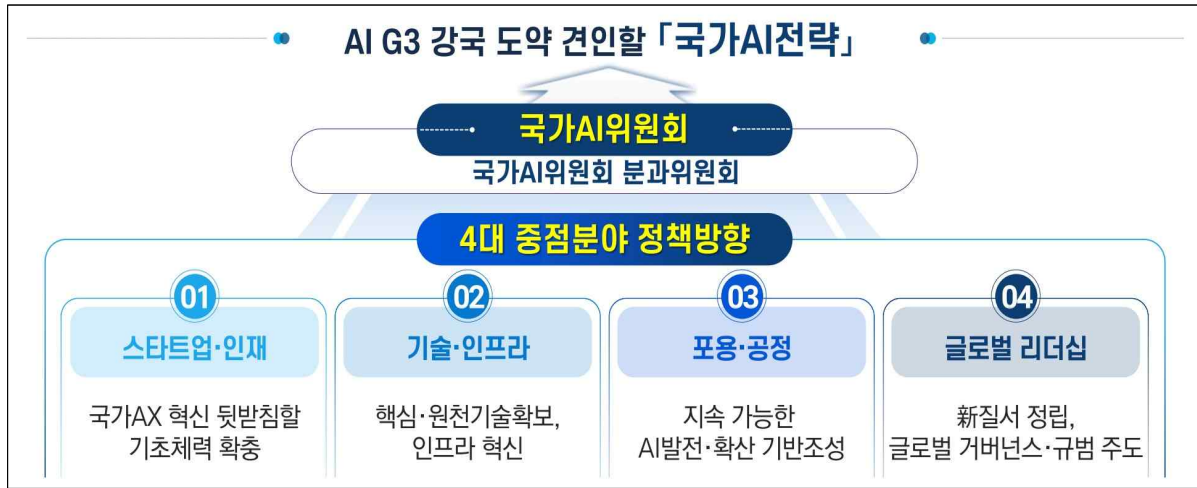 AI G3 강국 도약 견인할 「국가AI전략」
국가AI위원회
국가AI위원회 분과위원회
4대 중점분야 정책방향
01
스타트업·인재
국가AX 혁신 뒷받침할
기초체력 확충
02
기술·인프라
핵심·원천기술확보,
인프라 혁신
03
포용·공정
지속 가능한
AI발전·확산 기반조성
04
글로벌 리더십
新질서 정립,
글로벌 거버넌스·규범 주도